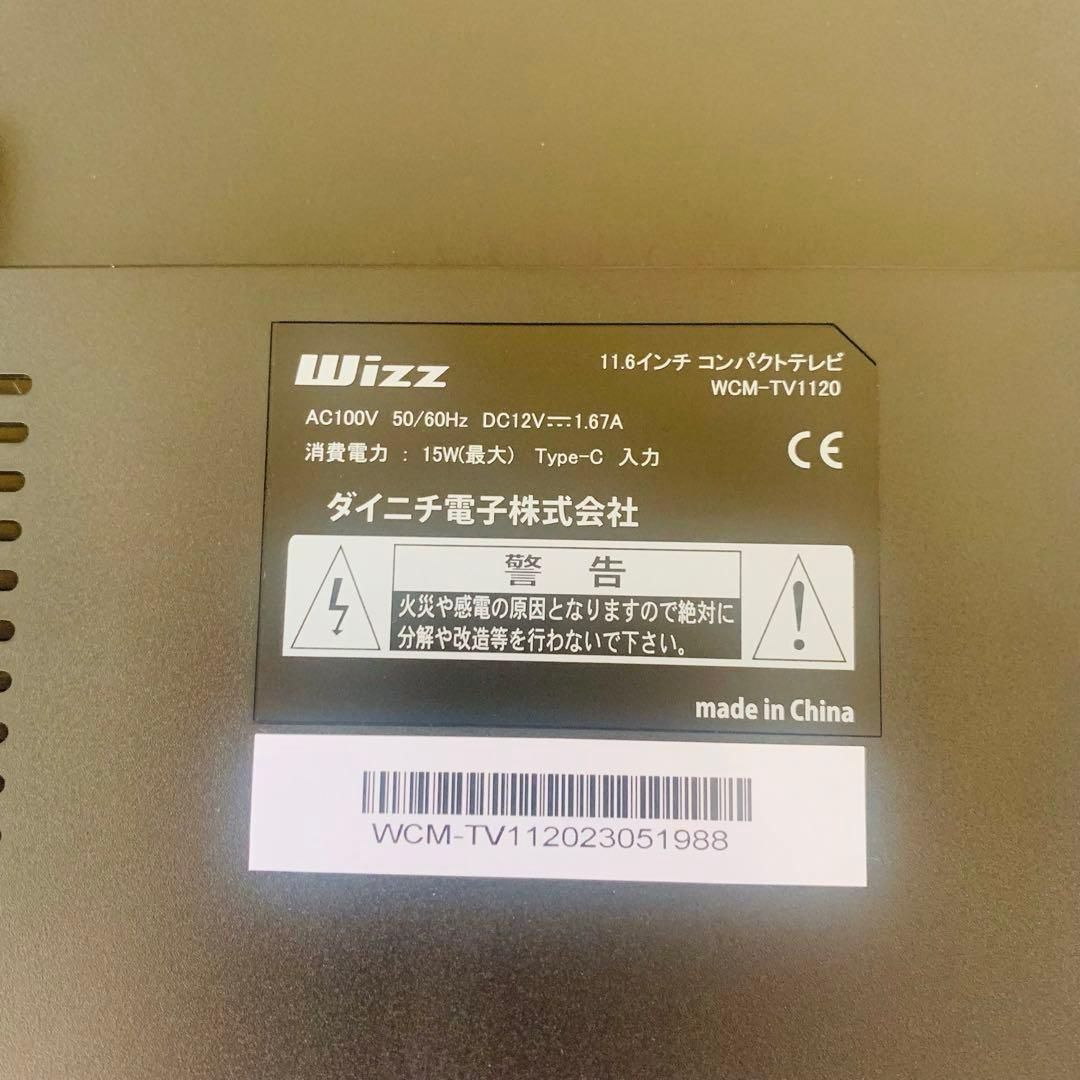 Wizz
11.6インチ コンパクトテレビ
WCM-TV1120
AC100V 50/60Hz DC12V⎓1.67A
消費電力 : 15W(最大) Type-C 入力
CE
ダイニチ電子株式会社
警 告
火災や感電の原因となりますので絶対に
分解や改造等を行わないで下さい。
made in China
WCM-TV112023051988